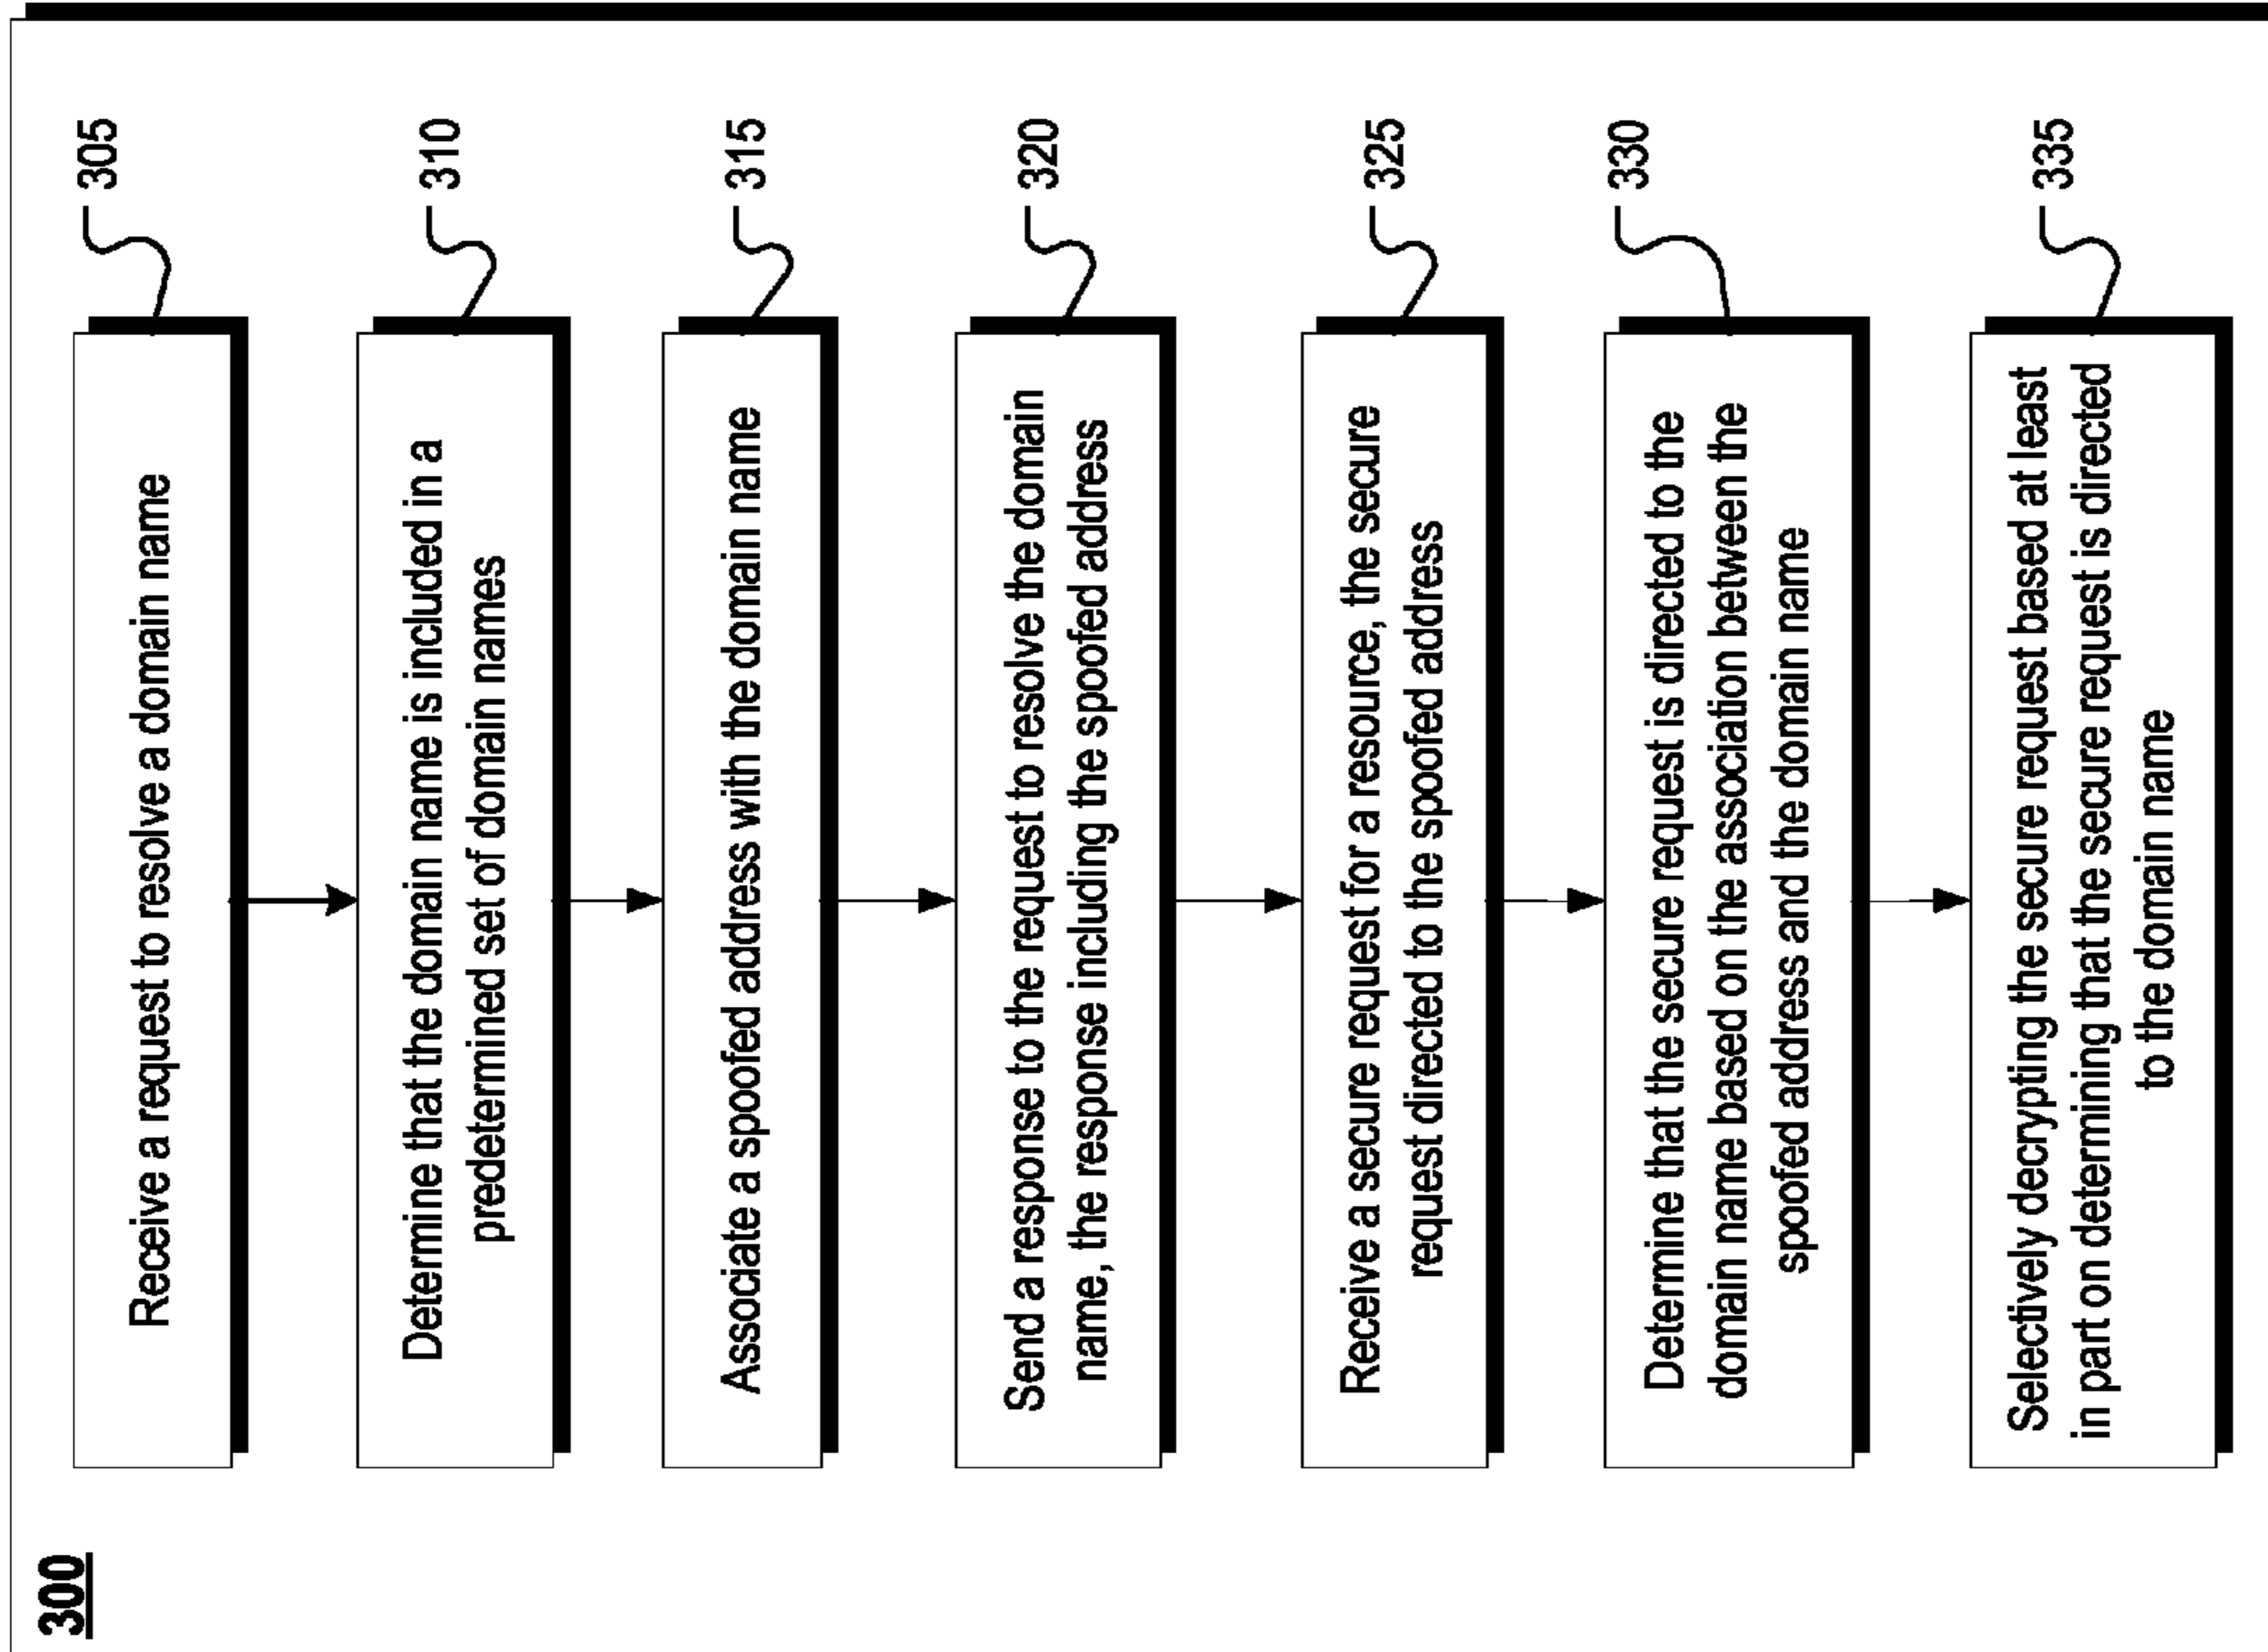 300
Receive a request to resolve a domain name
305
Determine that the domain name is included in a
predetermined set of domain names
310
Associate a spoofed address with the domain name
315
Send a response to the request to resolve the domain
name, the response including the spoofed address
320
Receive a secure request for a resource, the secure
request directed to the spoofed address
325
Determine that the secure request is directed to the
domain name based on the association between the
spoofed address and the domain name
330
Selectively decrypting the secure request based at least
in part on determining that the secure request is directed
to the domain name
335